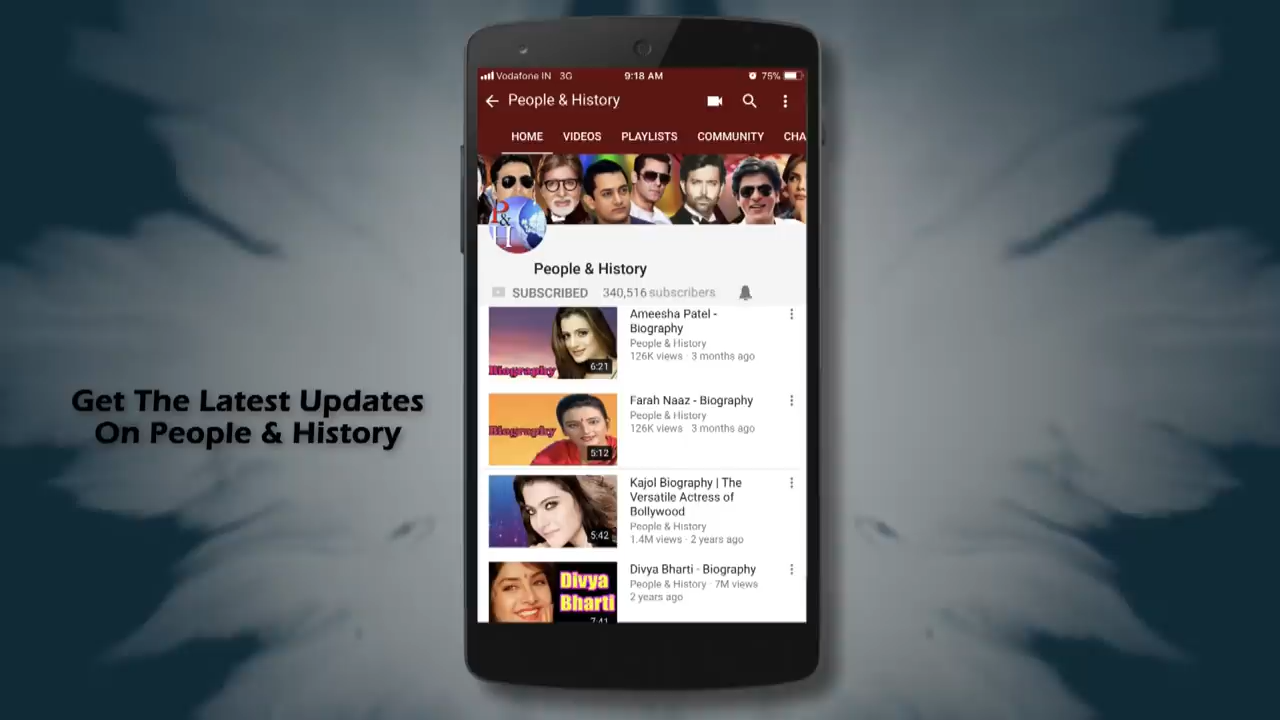 Vodafone IN 3G 9:18 AM 75%
People & History
HOME VIDEOS PLAYLISTS COMMUNITY CHA
P&H
People & History
SUBSCRIBED 340,516 subscribers
Ameesha Patel -
Biography
People & History
126K views · 3 months ago
Biography
6:21
Farah Naaz - Biography
People & History
126K views · 3 months ago
Biography
5:12
Get The Latest Updates
On People & History
Kajol Biography | The
Versatile Actress of
Bollywood
People & History
1.4M views · 2 years ago
5:42
Divya Bharti - Biography
People & History · 7M views
2 years ago
Divya
Bharti
7:41